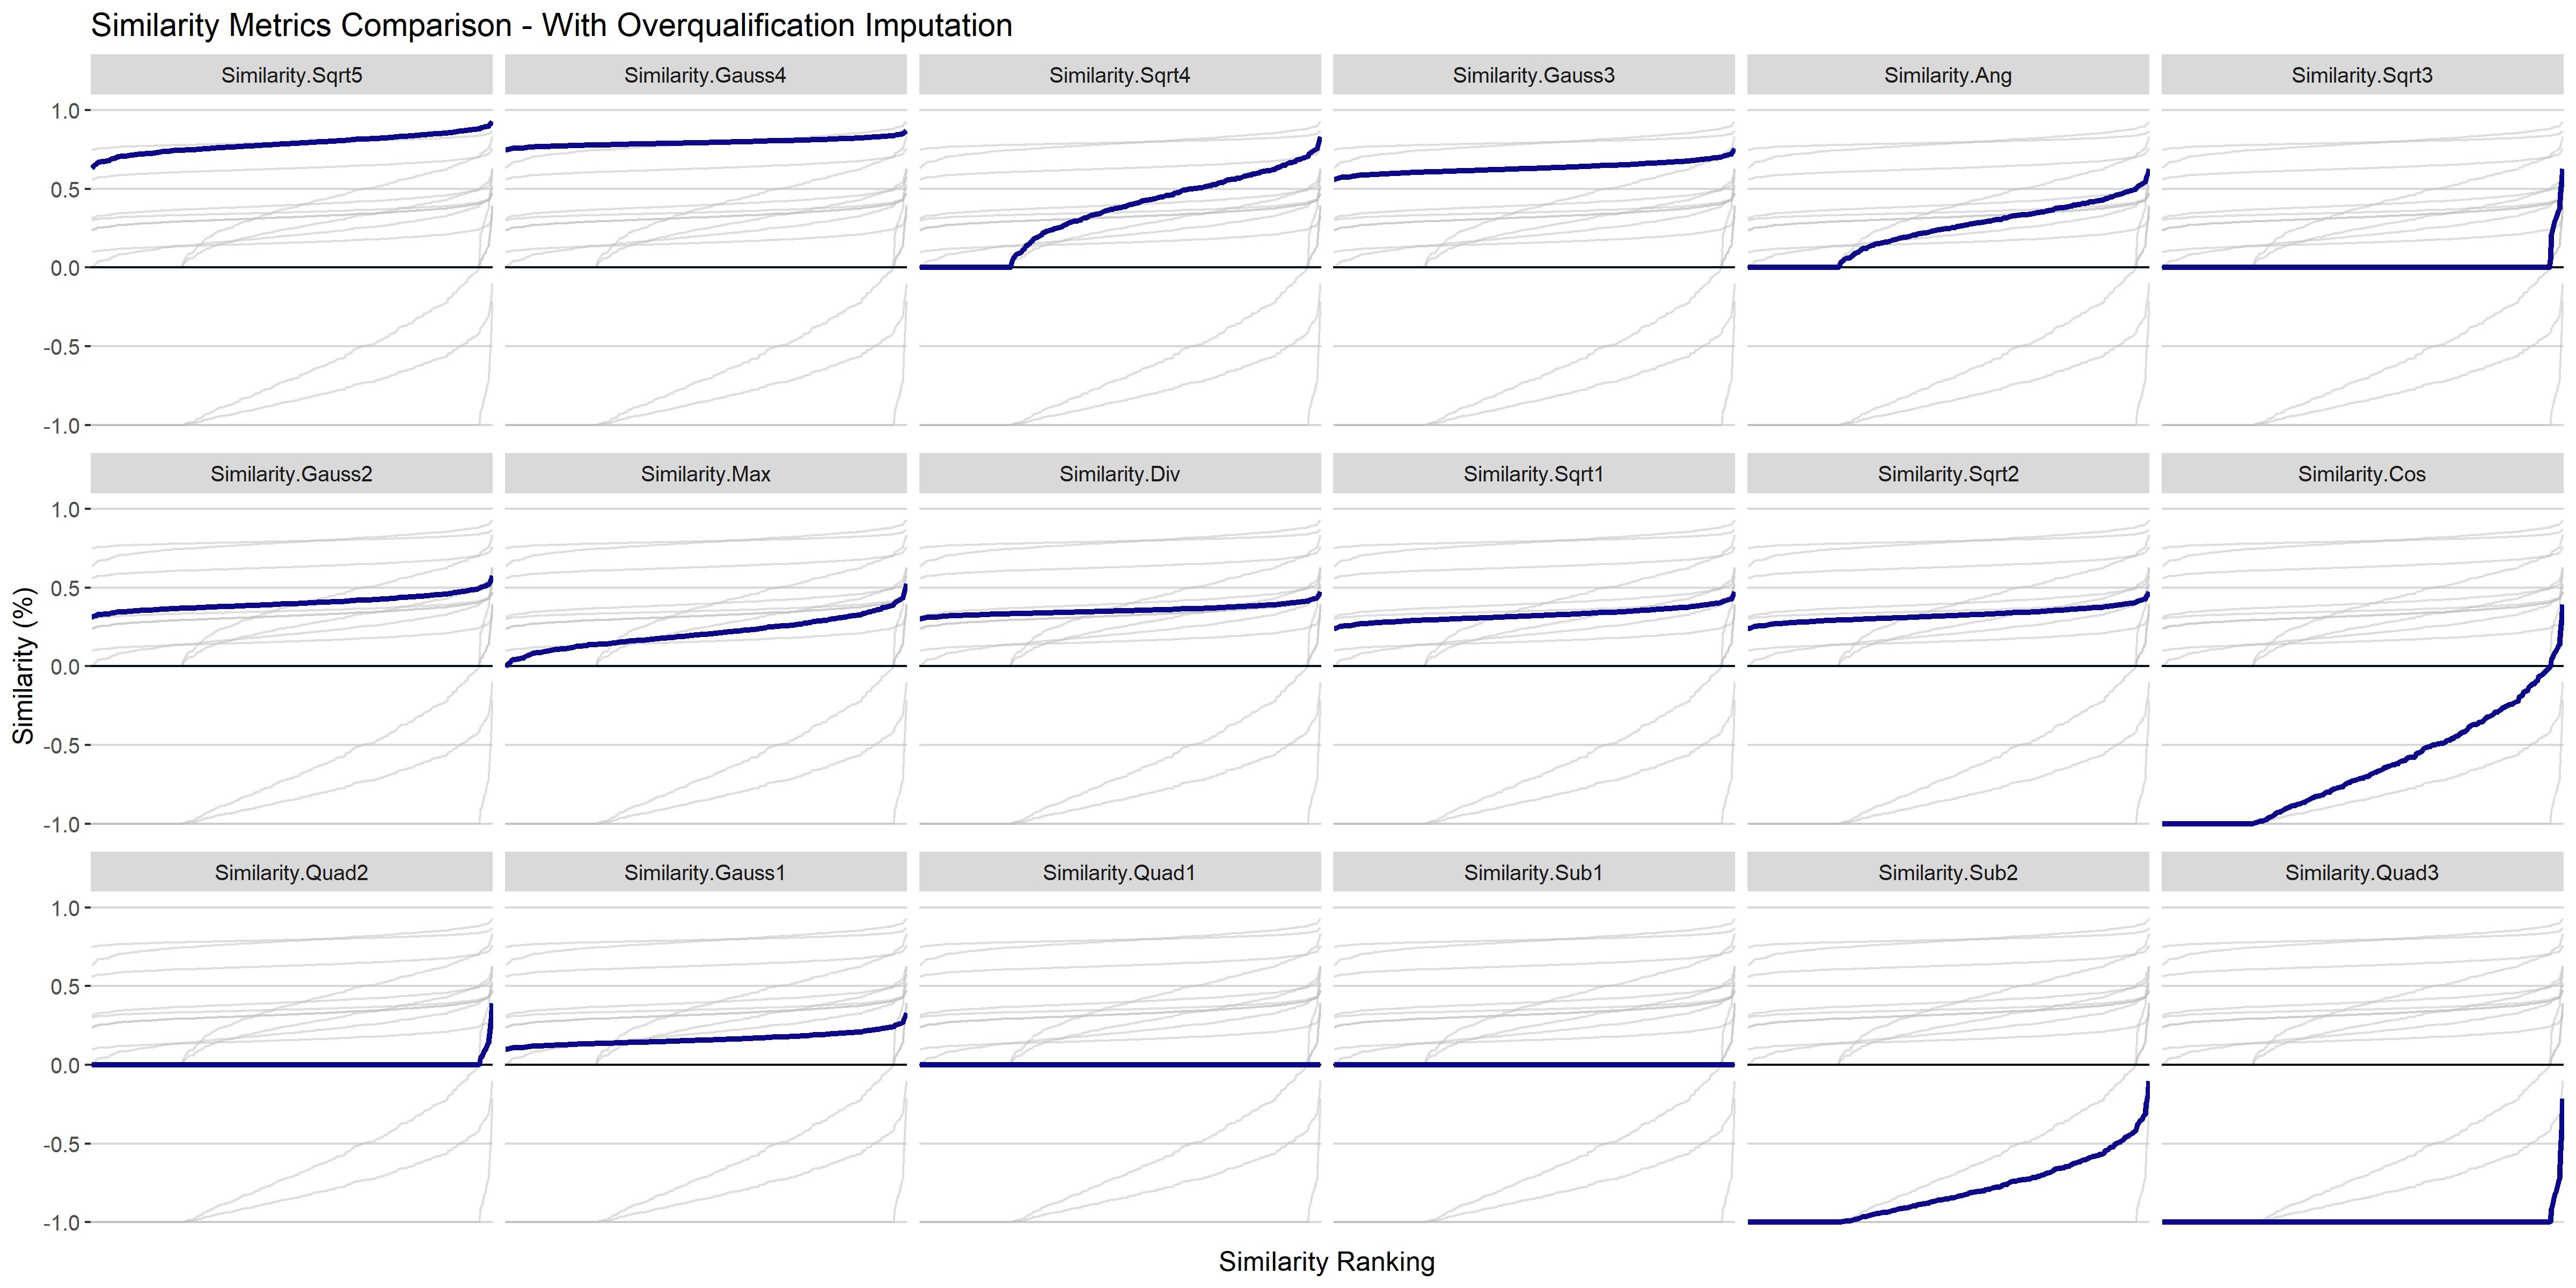 Similarity Metrics Comparison - With Overqualification Imputation
Similarity.Sqrt5
Similarity.Gauss4
Similarity.Sqrt4
Similarity.Gauss3
Similarity.Ang
Similarity.Sqrt3
1.0
0.5
0.0
-0.5
-1.0
Similarity.Gauss2
Similarity.Max
Similarity.Div
Similarity.Sqrt1
Similarity.Sqrt2
Similarity.Cos
1.0
0.5
0.0
-0.5
-1.0
Similarity (%)
Similarity.Quad2
Similarity.Gauss1
Similarity.Quad1
Similarity.Sub1
Similarity.Sub2
Similarity.Quad3
1.0
0.5
0.0
-0.5
-1.0
Similarity Ranking